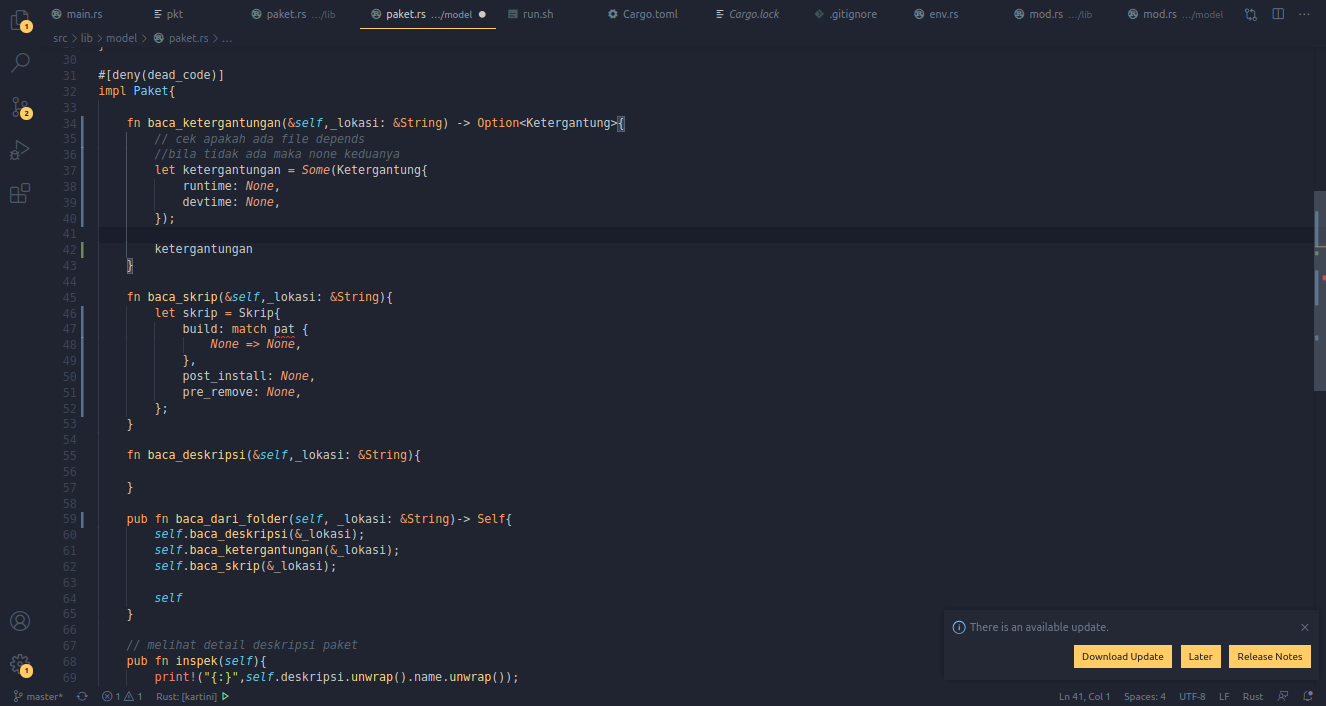 main.rs pkt paket.rs .../lib paket.rs .../model run.sh Cargo.toml Cargo.lock .gitignore env.rs mod.rs .../lib mod.rs .../model
src > lib > model > paket.rs > ...
30
31 #[deny(dead_code)]
32 impl Paket{
33
34 fn baca_ketergantungan(&self,_lokasi: &String) -> Option<Ketergantung>{
35 // cek apakah ada file depends
36 //bila tidak ada maka none keduanya
37 let ketergantungan = Some(Ketergantung{
38 runtime: None,
39 devtime: None,
40 });
41
42 ketergantungan
43 }
44
45 fn baca_skrip(&self,_lokasi: &String){
46 let skrip = Skrip{
47 build: match pat {
48 None => None,
49 },
50 post_install: None,
51 pre_remove: None,
52 };
53 }
54
55 fn baca_deskripsi(&self,_lokasi: &String){
56
57 }
58
59 pub fn baca_dari_folder(self, _lokasi: &String)-> Self{
60 self.baca_deskripsi(&_lokasi);
61 self.baca_ketergantungan(&_lokasi);
62 self.baca_skrip(&_lokasi);
63
64 self
65 }
66
67 // melihat detail deskripsi paket
68 pub fn inspek(self){
69 print!("{:}",self.deskripsi.unwrap().name.unwrap());
1
2
1
There is an available update.
Download Update Later Release Notes
master* 1 1 Rust: [kartini] Ln 41, Col 1 Spaces: 4 UTF-8 LF Rust